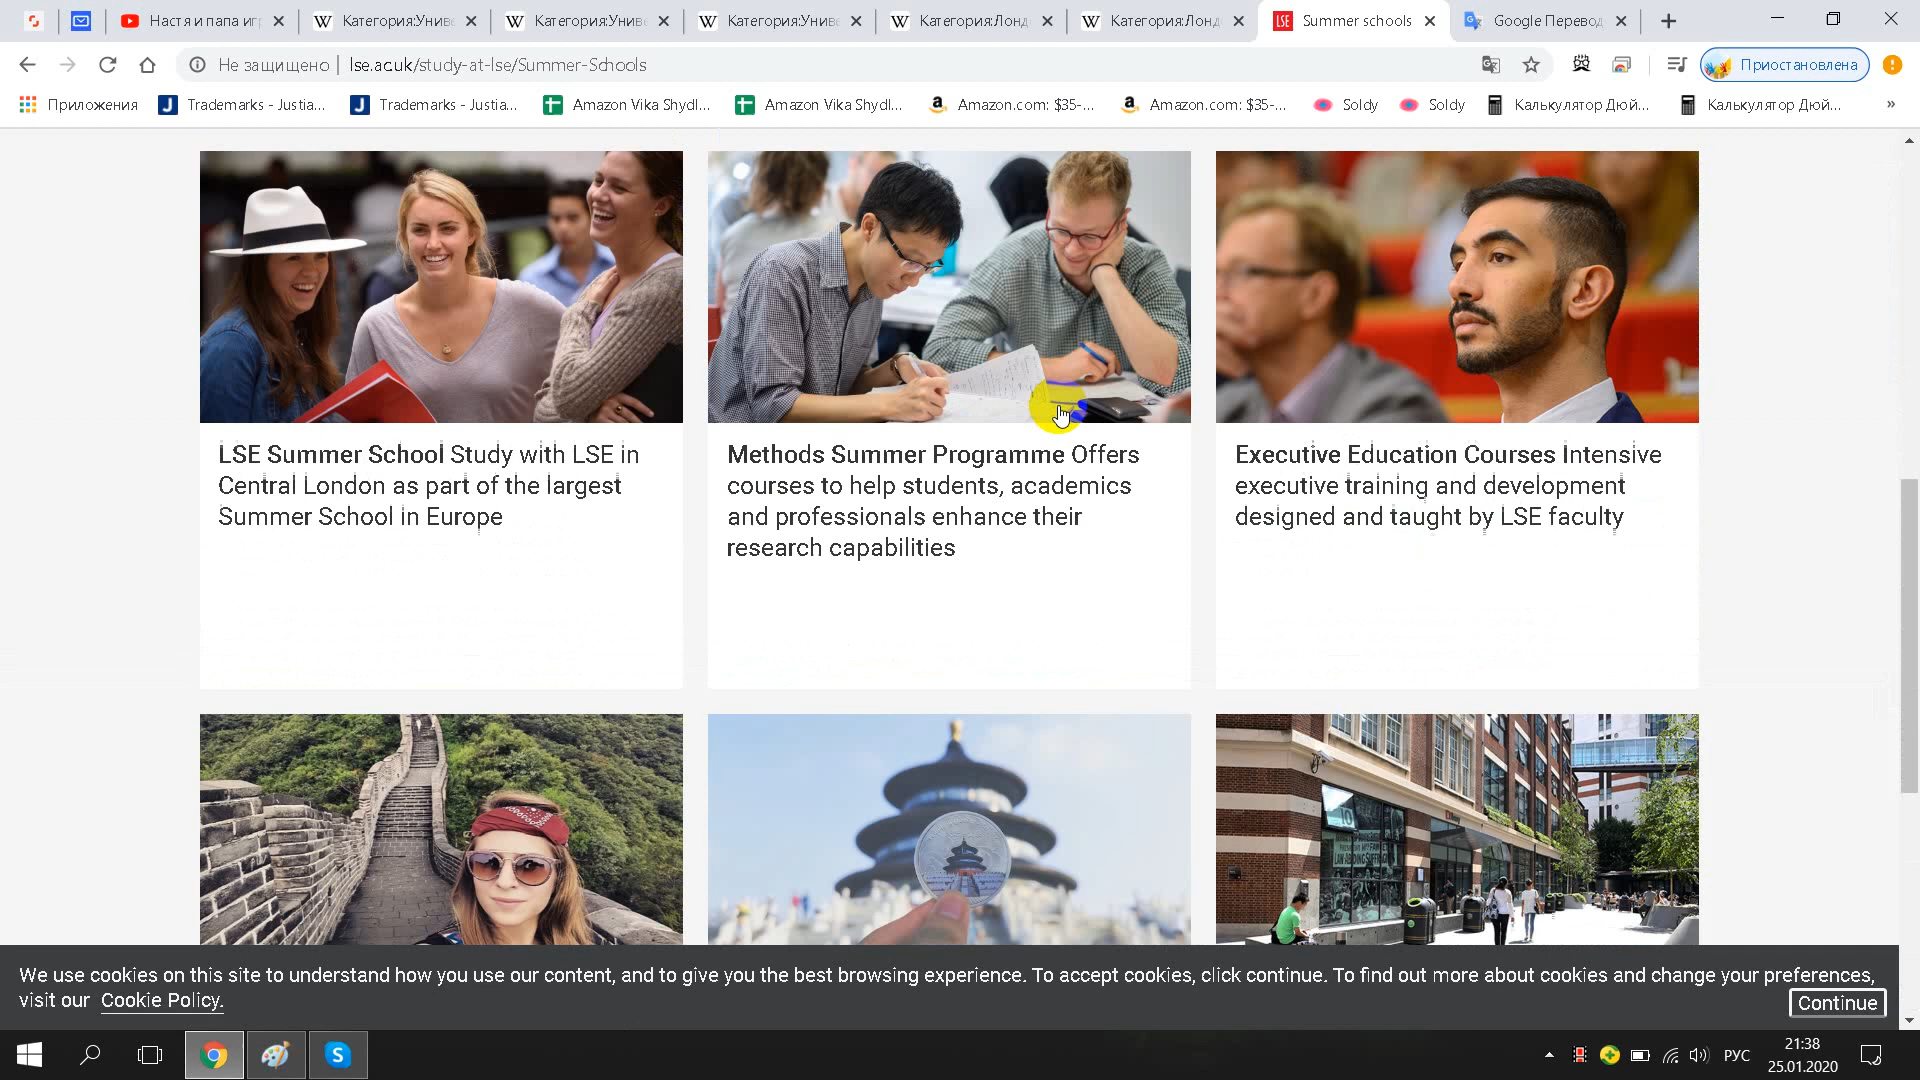 Настя и папа иг
Категория:Униве
Категория:Униве
Категория:Униве
Категория:Лонд
Категория:Лонд
LSE
Summer schools
Google Перевод
Не защищено
lse.ac.uk/study-at-lse/Summer-Schools
Приостановлена
Приложения
Trademarks - Justia...
Trademarks - Justia...
Amazon Vika Shydl...
Amazon Vika Shydl...
Amazon.com: $35-...
Amazon.com: $35-...
Soldy
Soldy
Калькулятор Дюй...
Калькулятор Дюй...
»
LSE Summer School Study with LSE in
Central London as part of the largest
Summer School in Europe
Methods Summer Programme Offers
courses to help students, academics
and professionals enhance their
research capabilities
Executive Education Courses Intensive
executive training and development
designed and taught by LSE faculty
10
We use cookies on this site to understand how you use our content, and to give you the best browsing experience. To accept cookies, click continue. To find out more about cookies and change your preferences,
visit our Cookie Policy.
Continue
РУС
21:38
25.01.2020